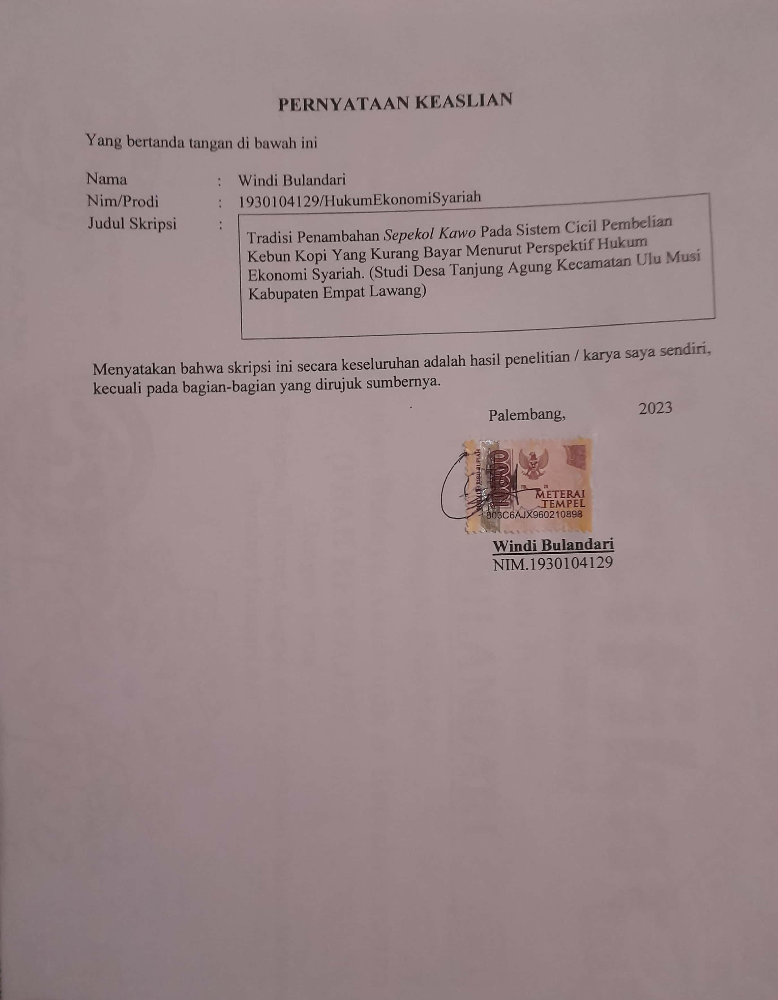 PERNYATAAN KEASLIAN
Yang bertanda tangan di bawah ini
Nama : Windi Bulandari
Nim/Prodi : 1930104129/HukumEkonomiSyariah
Judul Skripsi :
Tradisi Penambahan Sepekol Kawo Pada Sistem Cicil Pembelian
Kebun Kopi Yang Kurang Bayar Menurut Perspektif Hukum
Ekonomi Syariah. (Studi Desa Tanjung Agung Kecamatan Ulu Musi
Kabupaten Empat Lawang)
Menyatakan bahwa skripsi ini secara keseluruhan adalah hasil penelitian / karya saya sendiri,
kecuali pada bagian-bagian yang dirujuk sumbernya.
Palembang, 2023
RUPIAH
TGL. 20
METERAI
TEMPEL
803C6AJX960210898
Windi Bulandari
NIM.1930104129